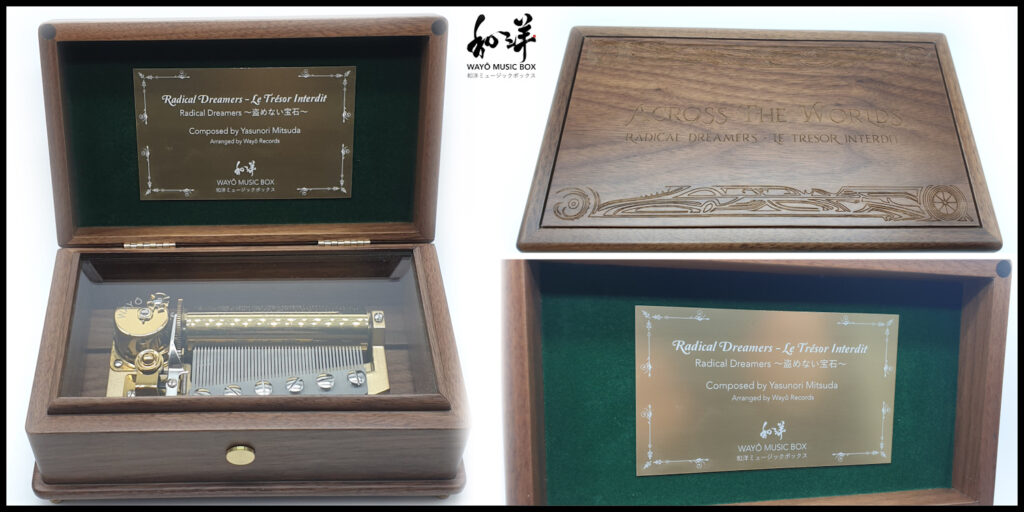 Radical Dreamers - Le Trésor Interdit
Radical Dreamers ～盗めない宝石～
Composed by Yasunori Mitsuda
Arranged by Wayô Records
和洋
WAYÔ MUSIC BOX
和洋ミュージックボックス
WAYÔ
和洋
WAYÔ MUSIC BOX
和洋ミュージックボックス
ACROSS THE WORLDS
RADICAL DREAMERS - LE TRESOR INTERDIT
Radical Dreamers - Le Trésor Interdit
Radical Dreamers ～盗めない宝石～
Composed by Yasunori Mitsuda
Arranged by Wayô Records
和洋
WAYÔ MUSIC BOX
和洋ミュージックボックス